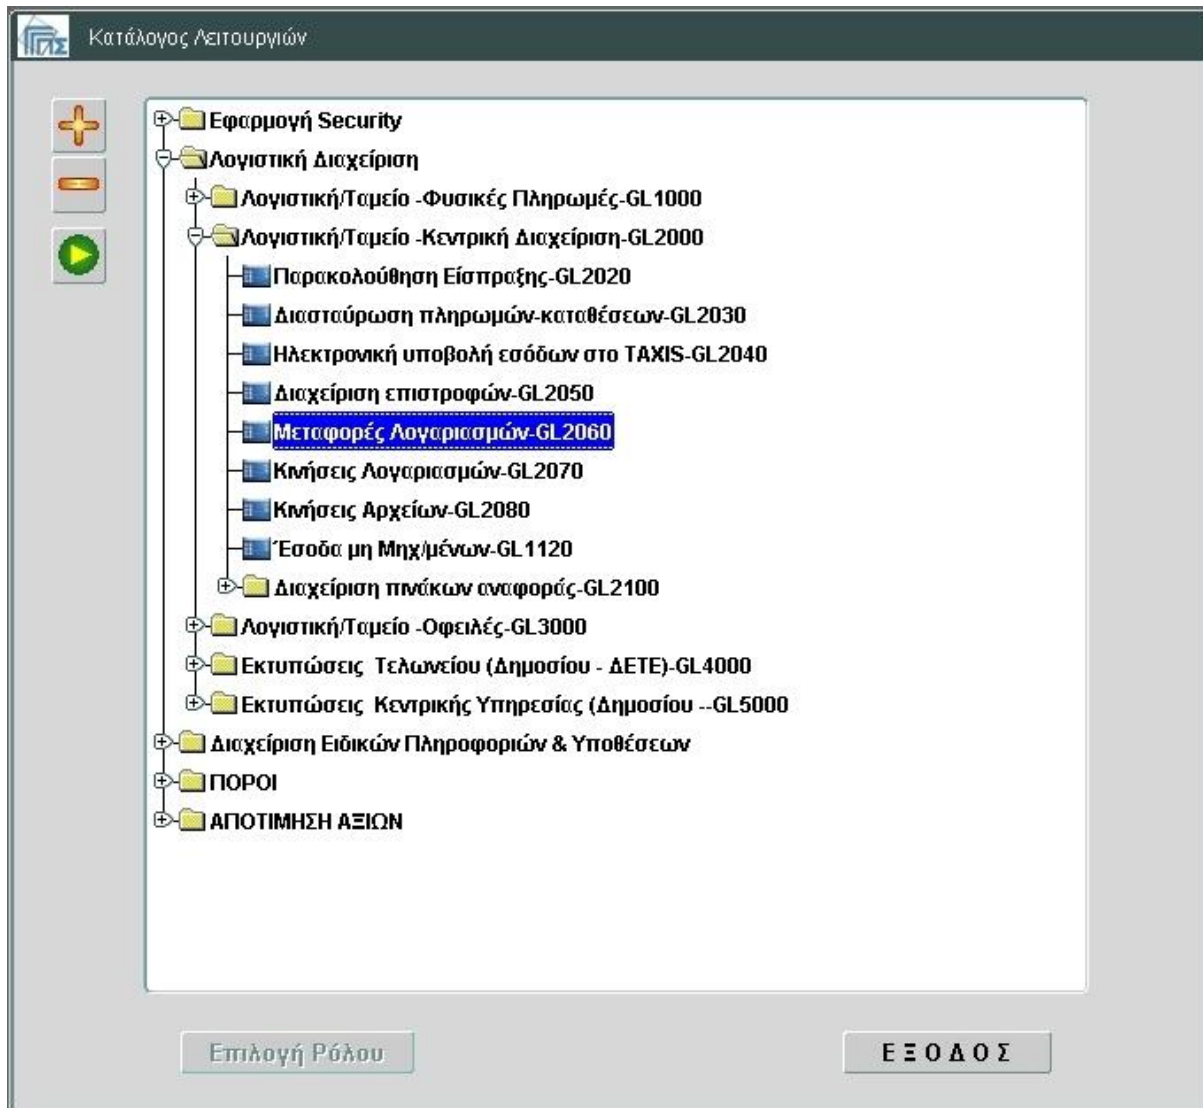 Κατάλογος Λειτουργιών
Εφαρμογή Security
Λογιστική Διαχείριση
Λογιστική/Ταμείο -Φυσικές Πληρωμές-GL1000
Λογιστική/Ταμείο -Κεντρική Διαχείριση-GL2000
Παρακολούθηση Είσπραξης-GL2020
Διασταύρωση πληρωμών-καταθέσεων-GL2030
Ηλεκτρονική υποβολή εσόδων στο TAXIS-GL2040
Διαχείριση επιστροφών-GL2050
Μεταφορές Λογαριασμών-GL2060
Κινήσεις Λογαριασμών-GL2070
Κινήσεις Αρχείων-GL2080
Έσοδα μη Μηχ/μένων-GL1120
Διαχείριση πινάκων αναφοράς-GL2100
Λογιστική/Ταμείο -Οφειλές-GL3000
Εκτυπώσεις Τελωνείου (Δημοσίου - ΔΕΤΕ)-GL4000
Εκτυπώσεις Κεντρικής Υπηρεσίας (Δημοσίου --GL5000
Διαχείριση Ειδικών Πληροφοριών & Υποθέσεων
ΠΟΡΟΙ
ΑΠΟΤΙΜΗΣΗ ΑΞΙΩΝ
Επιλογή Ρόλου
Ε Ξ Ο Δ Ο Σ